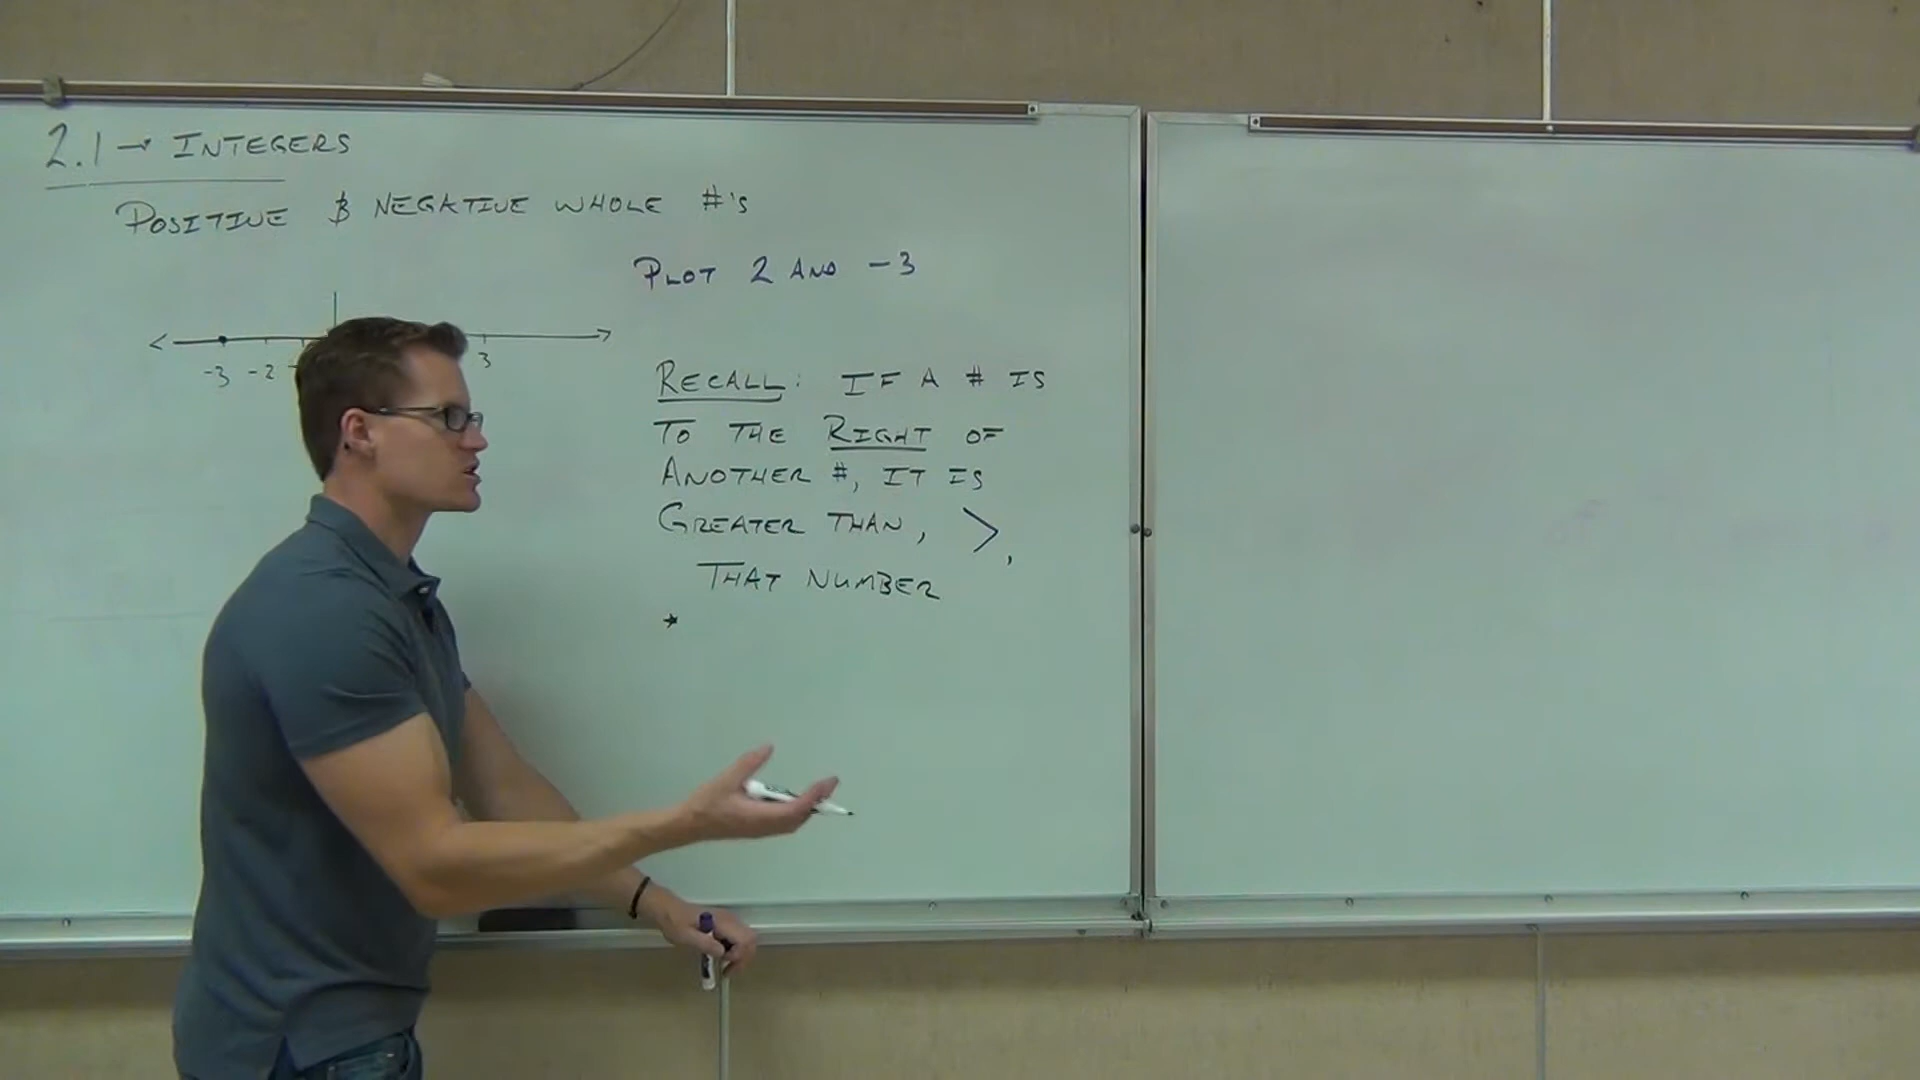 2.1 → INTEGERS
POSITIVE & NEGATIVE WHOLE #'S
PLOT 2 AND -3
-3 -2 3
RECALL: IF A # IS
TO THE RIGHT OF
ANOTHER #, IT IS
GREATER THAN, >,
THAT NUMBER
*